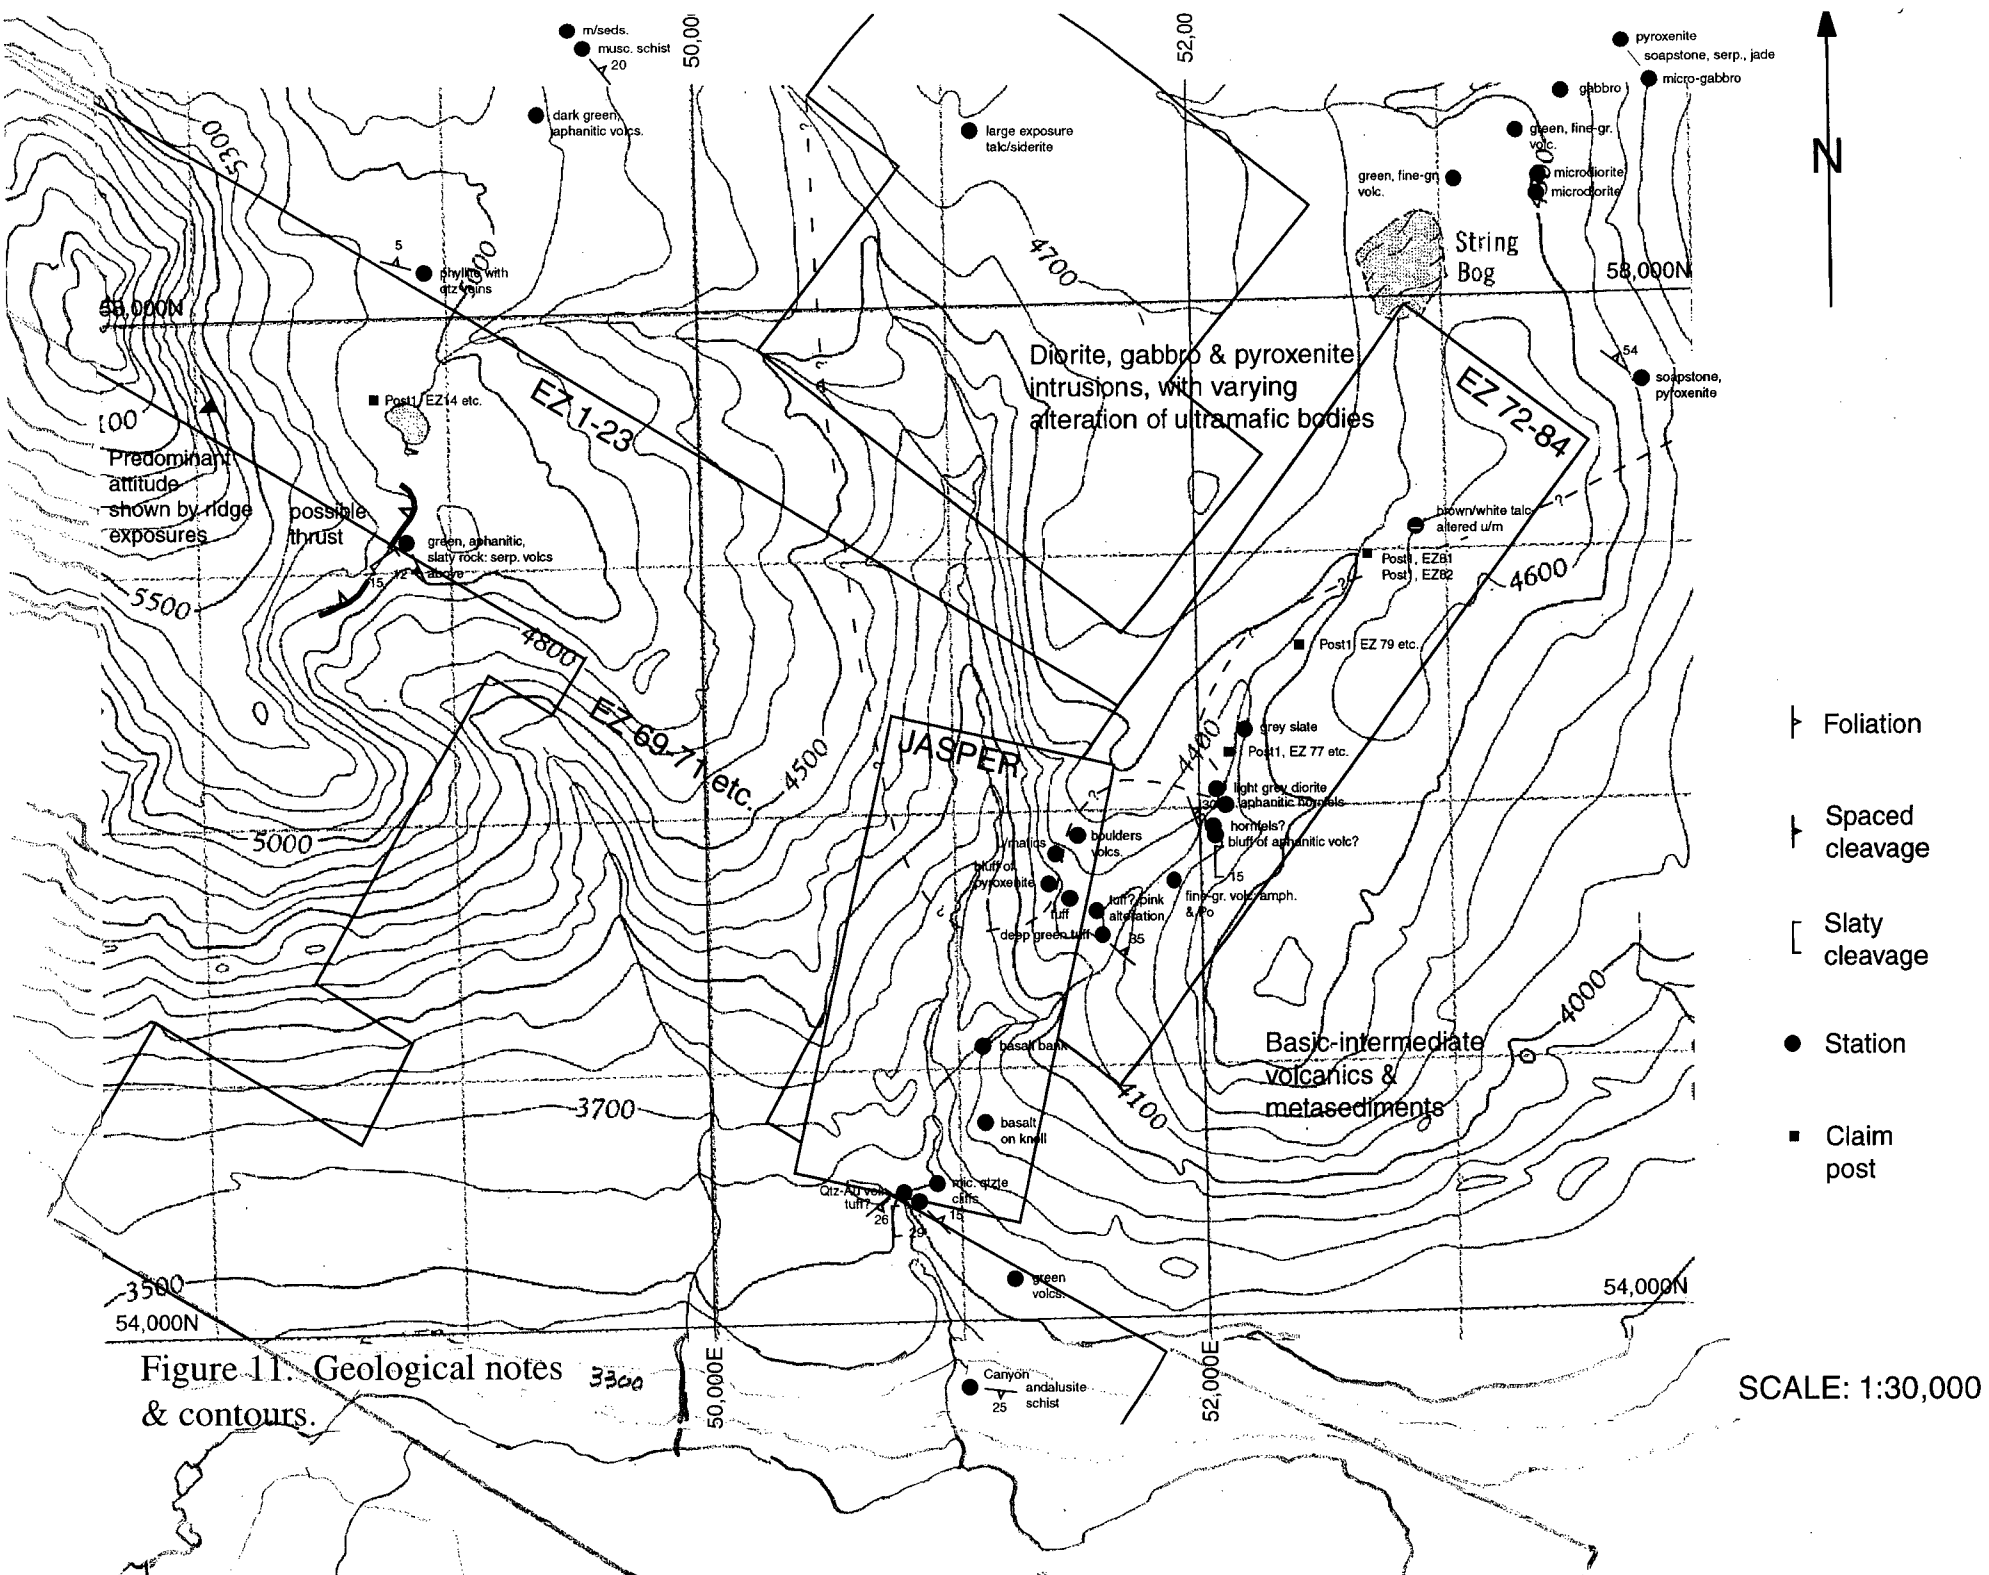 m/seds.
musc. schist
20
50,00
52,00
pyroxenite
soapstone, serp., jade
micro-gabbro
gabbro
dark green,
aphanitic volcs.
large exposure
talc/siderite
green, fine-gr.
volc.
green, fine-gr
volc.
microdiorite
microdiorite
N
5300
5
phyllite with
qtz veins
4700
String
Bog
58,000N
58,000N
Diorite, gabbro & pyroxenite
intrusions, with varying
alteration of ultramafic bodies
54
soapstone,
pyroxenite
EZ 1-23
EZ 72-84
Post1, EZ14 etc.
Predominant
attitude
shown by ridge
exposures
possible
thrust
green, aphanitic,
slaty rock: serp. volcs
above
15
12
brown/white talc-
altered u/m
Post1, EZ81
Post1, EZ82
4600
5500
4800
Post1, EZ 79 etc.
EZ 69-71 etc.
4500
JASPER
4400
grey slate
Post1, EZ 77 etc.
light grey diorite
aphanitic hornfels
30
hornfels?
bluff of aphanitic volc?
15
5000
boulders
volcs.
u/mafics
bluff of
pyroxenite
tuff
tuff? pink
alteration
fine-gr. volc. amph.
& Po
deep green tuff
35
4000
basalt bank
Basic-intermediate
volcanics &
metasediments
4100
3700
basalt
on knoll
mic. qtzte
cliffs
15
tuff?
26
29
green
volcs.
3500
54,000N
54,000N
Figure 11. Geological notes
& contours.
3300
50,000E
52,000E
Canyon
andalusite
schist
25
Foliation
Spaced
cleavage
Slaty
cleavage
Station
Claim
post
SCALE: 1:30,000